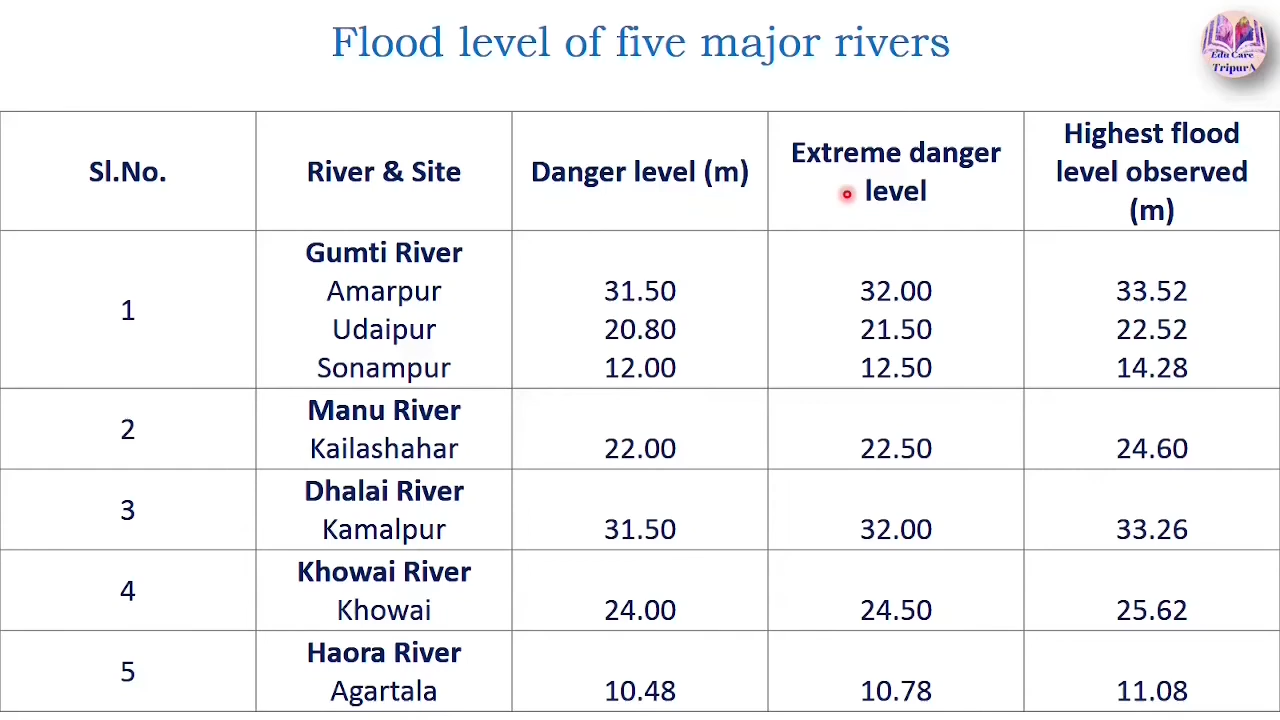 Flood level of five major rivers
Edu Care
TripurA
Sl.No. River & Site Danger level (m) Extreme danger level Highest flood level observed (m)
1 Gumti River
Amarpur 31.50 32.00 33.52
Udaipur 20.80 21.50 22.52
Sonampur 12.00 12.50 14.28
2 Manu River
Kailashahar 22.00 22.50 24.60
3 Dhalai River
Kamalpur 31.50 32.00 33.26
4 Khowai River
Khowai 24.00 24.50 25.62
5 Haora River
Agartala 10.48 10.78 11.08